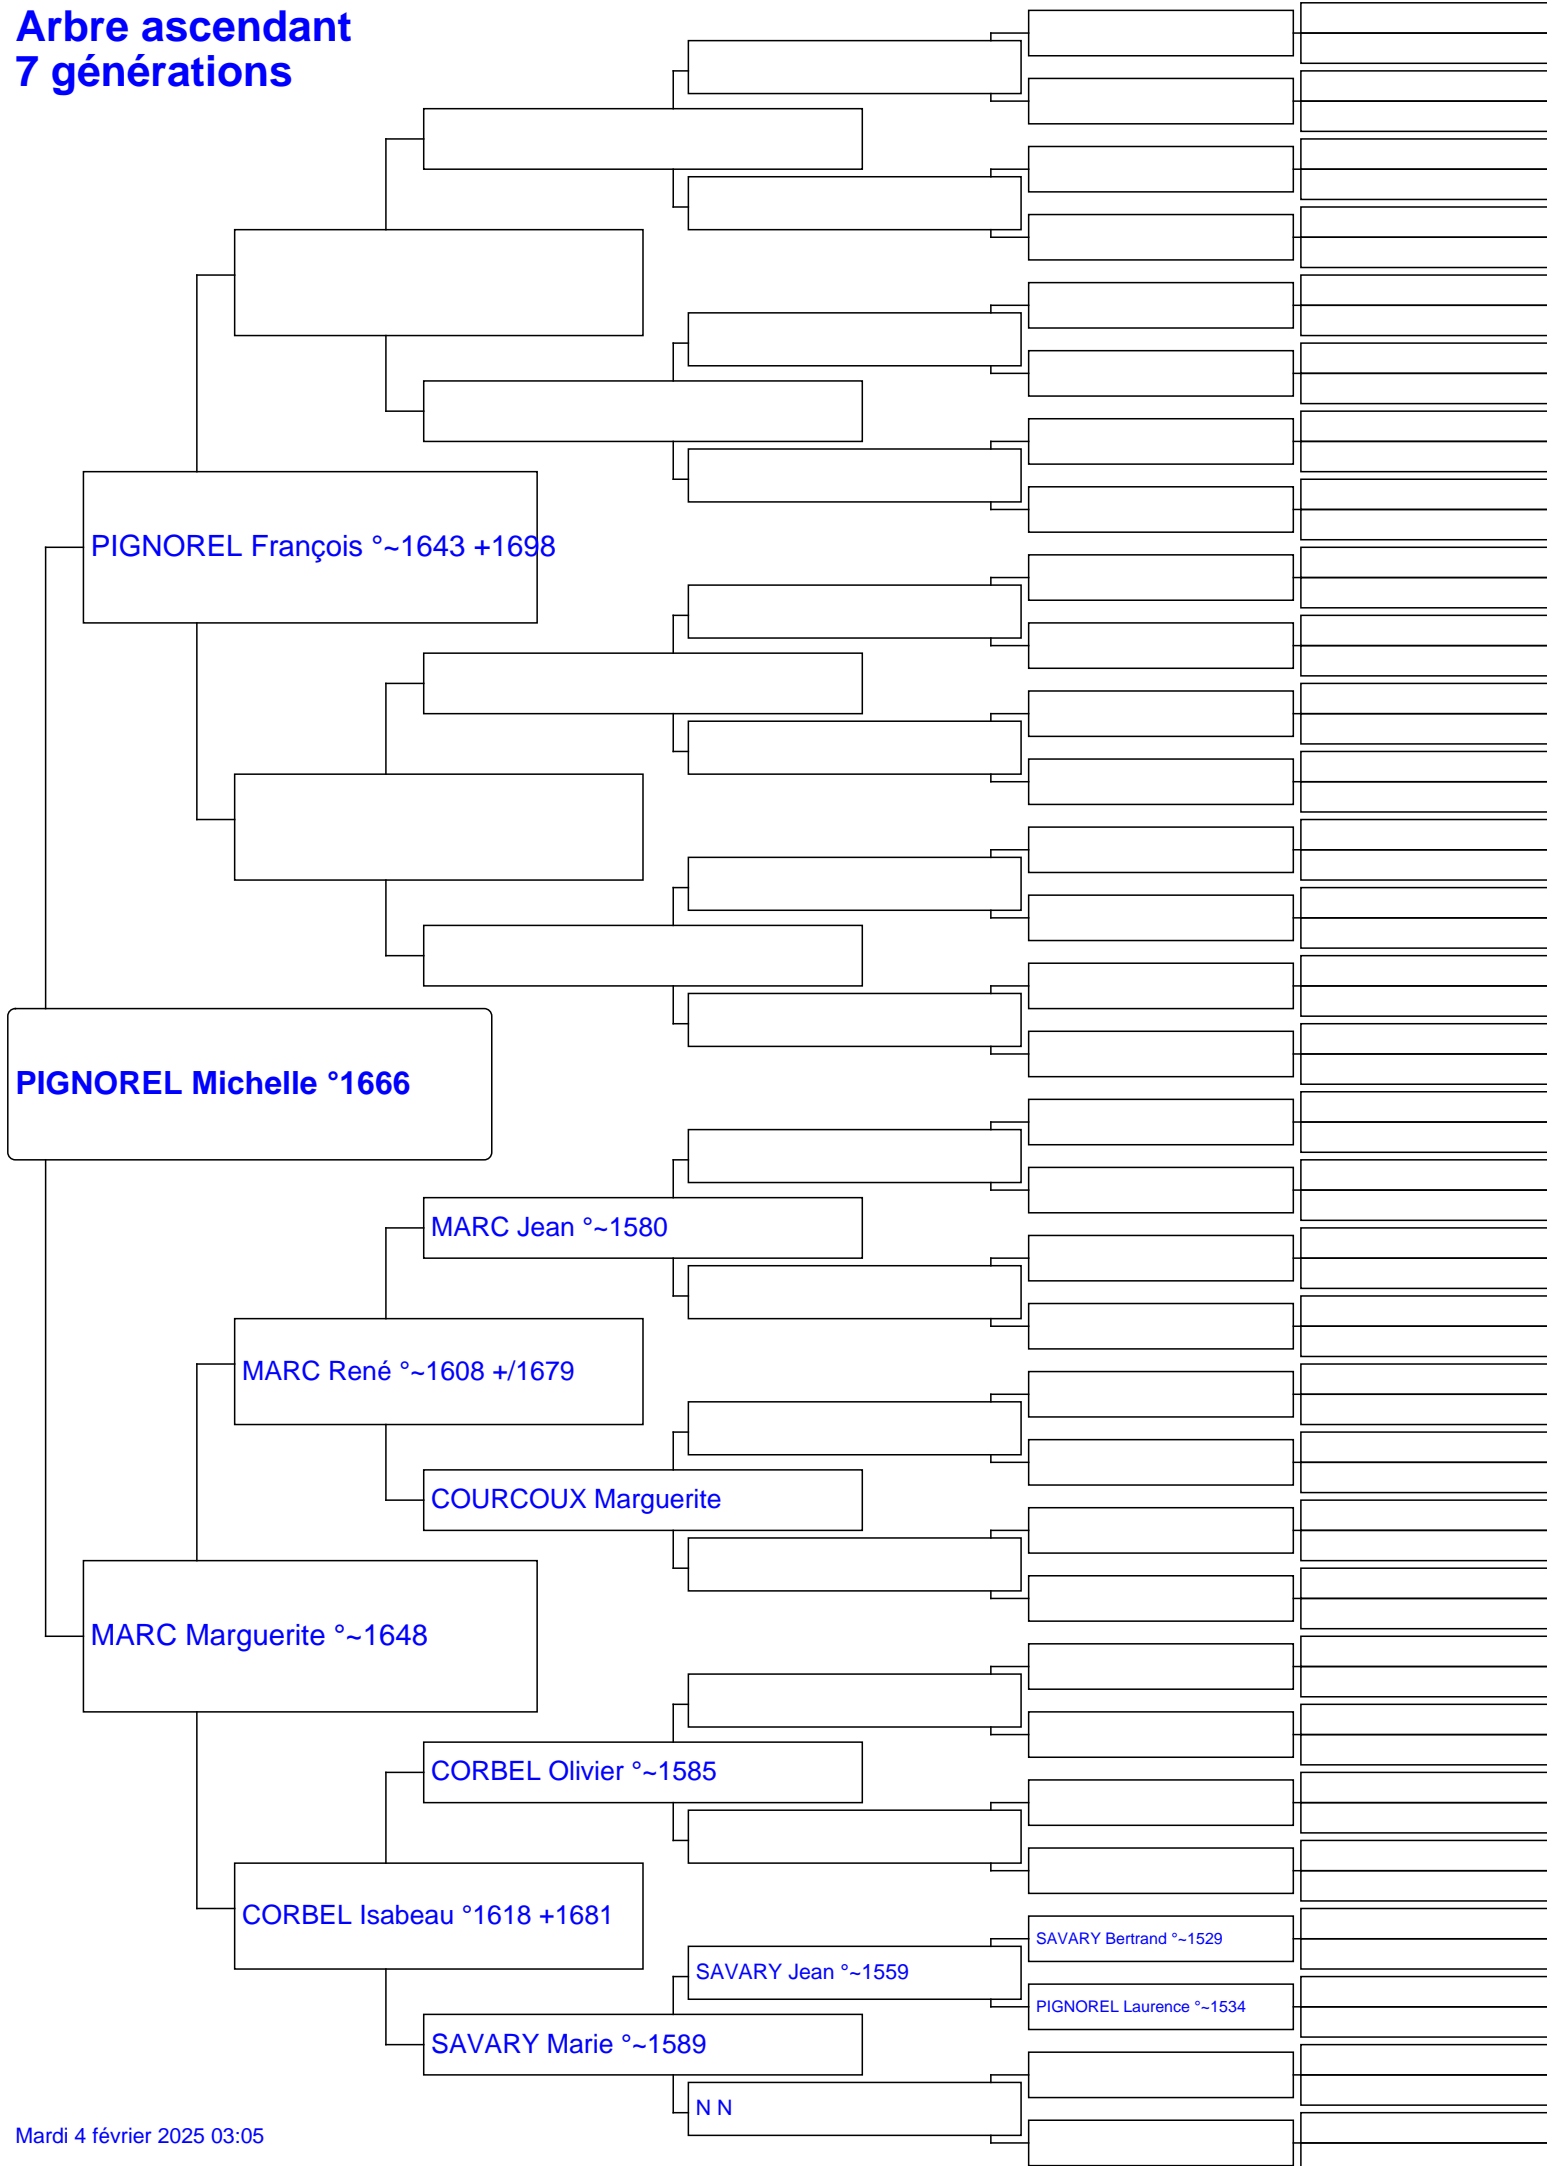 Arbre ascendant
7 générations
PIGNOREL François °~1643 +1698
PIGNOREL Michelle °1666
MARC Jean °~1580
MARC René °~1608 +/1679
COURCOUX Marguerite
MARC Marguerite °~1648
CORBEL Olivier °~1585
CORBEL Isabeau °1618 +1681
SAVARY Bertrand °~1529
SAVARY Jean °~1559
PIGNOREL Laurence °~1534
SAVARY Marie °~1589
N N
Mardi 4 février 2025 03:05